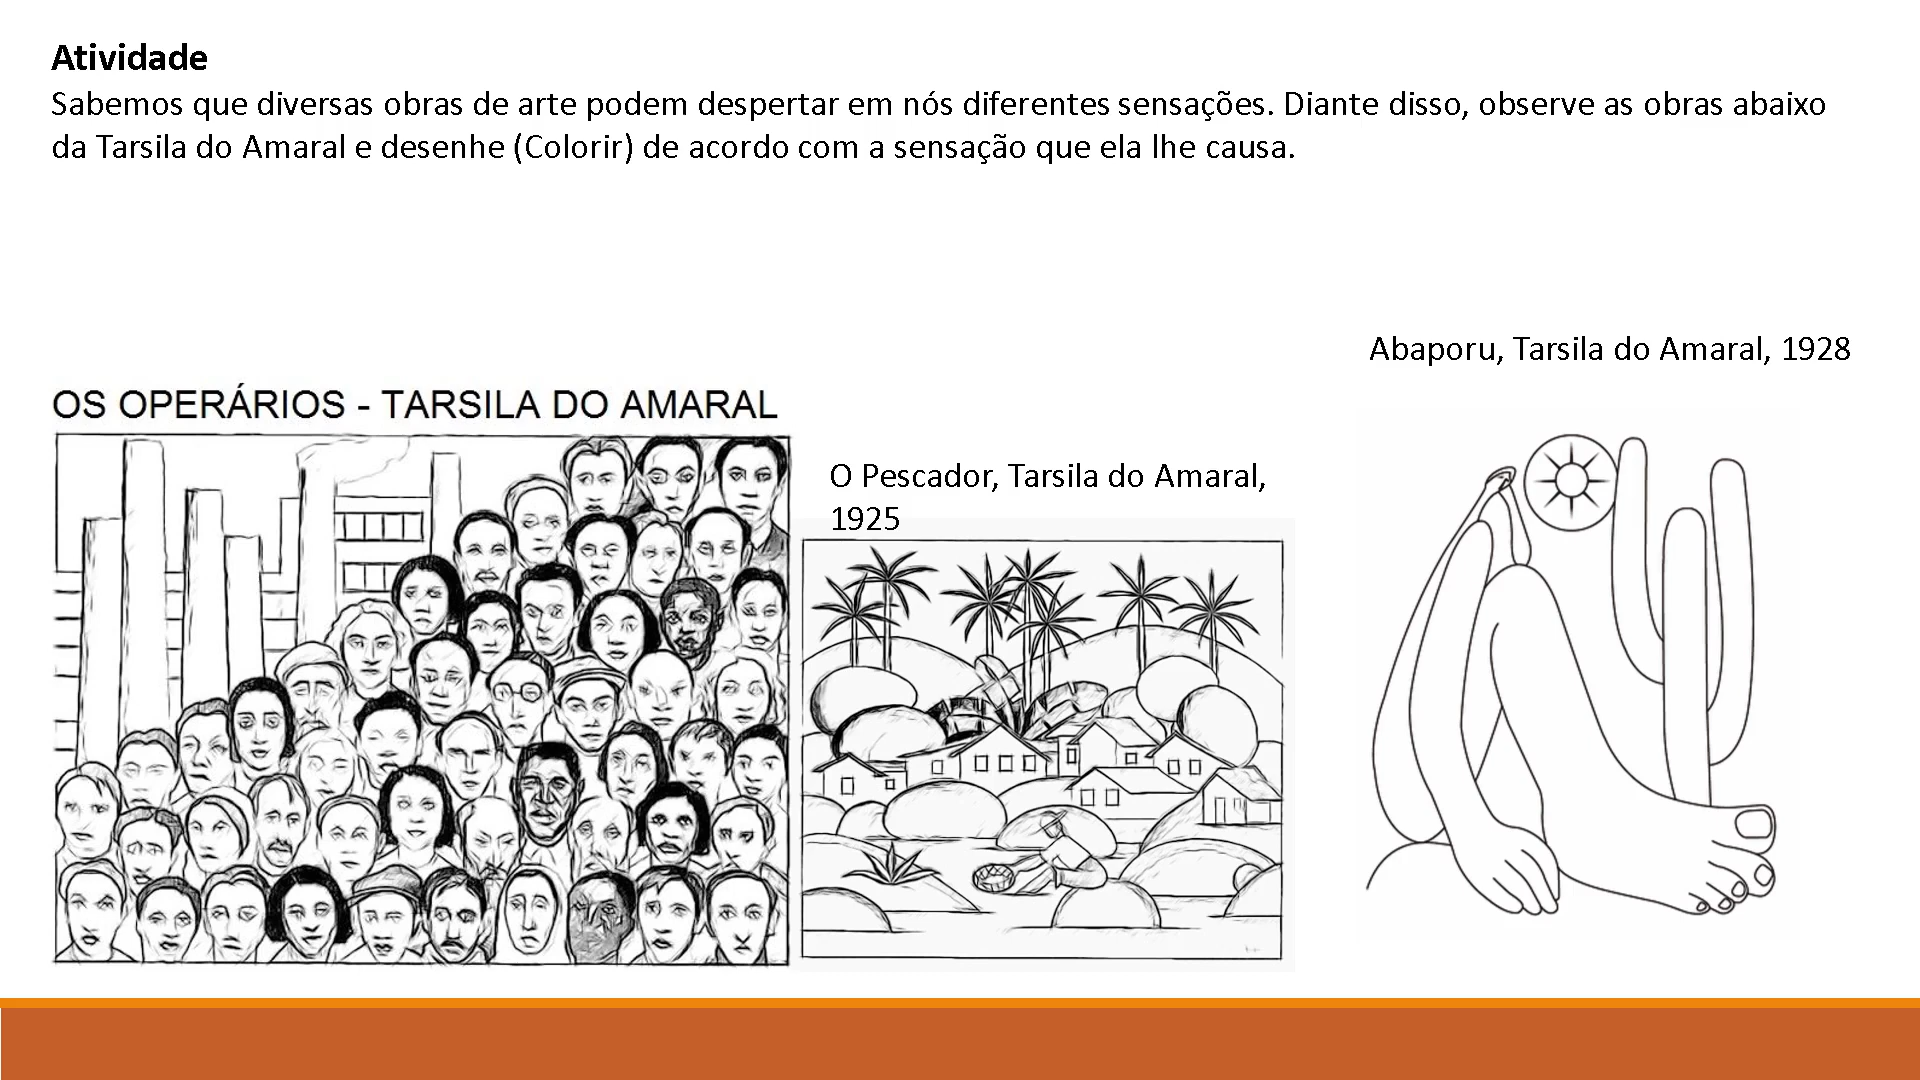 Atividade
Sabemos que diversas obras de arte podem despertar em nós diferentes sensações. Diante disso, observe as obras abaixo
da Tarsila do Amaral e desenhe (Colorir) de acordo com a sensação que ela lhe causa.
Abaporu, Tarsila do Amaral, 1928
OS OPERÁRIOS - TARSILA DO AMARAL
O Pescador, Tarsila do Amaral,
1925